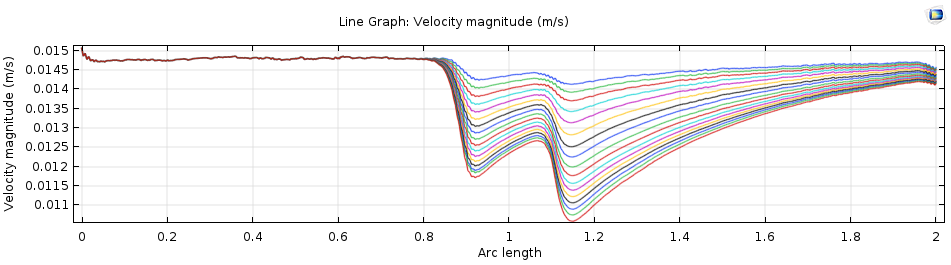 Line Graph: Velocity magnitude (m/s)
Velocity magnitude (m/s)
0.015
0.0145
0.014
0.0135
0.013
0.0125
0.012
0.0115
0.011
0 0.2 0.4 0.6 0.8 1 1.2 1.4 1.6 1.8 2
Arc length